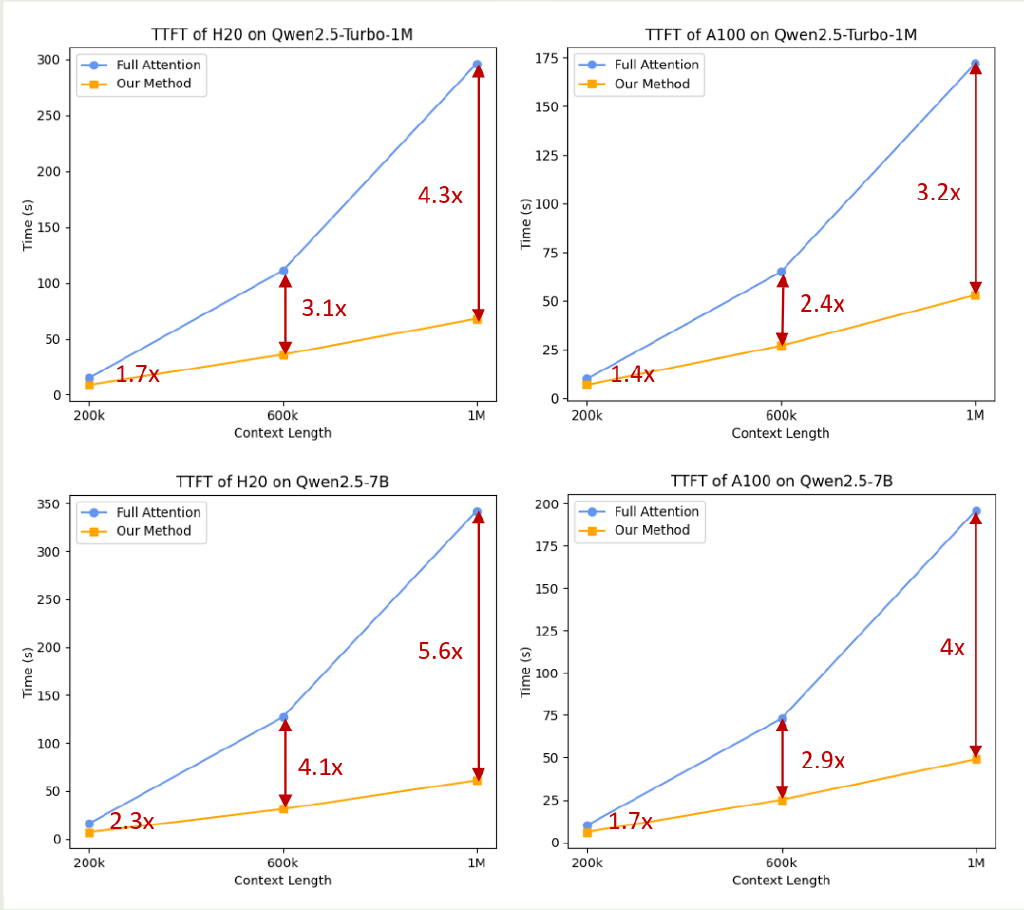 TTFT of H20 on Qwen2.5-Turbo-1M
Full Attention
Our Method
300
250
200
150
100
50
0
Time (s)
4.3x
3.1x
1.7x
200k
600k
1M
Context Length
TTFT of A100 on Qwen2.5-Turbo-1M
Full Attention
Our Method
175
150
125
100
75
50
25
0
Time (s)
3.2x
2.4x
1.4x
200k
600k
1M
Context Length
TTFT of H20 on Qwen2.5-7B
Full Attention
Our Method
350
300
250
200
150
100
50
0
Time (s)
5.6x
4.1x
2.3x
200k
600k
1M
Context Length
TTFT of A100 on Qwen2.5-7B
Full Attention
Our Method
200
175
150
125
100
75
50
25
0
Time (s)
4x
2.9x
1.7x
200k
600k
1M
Context Length